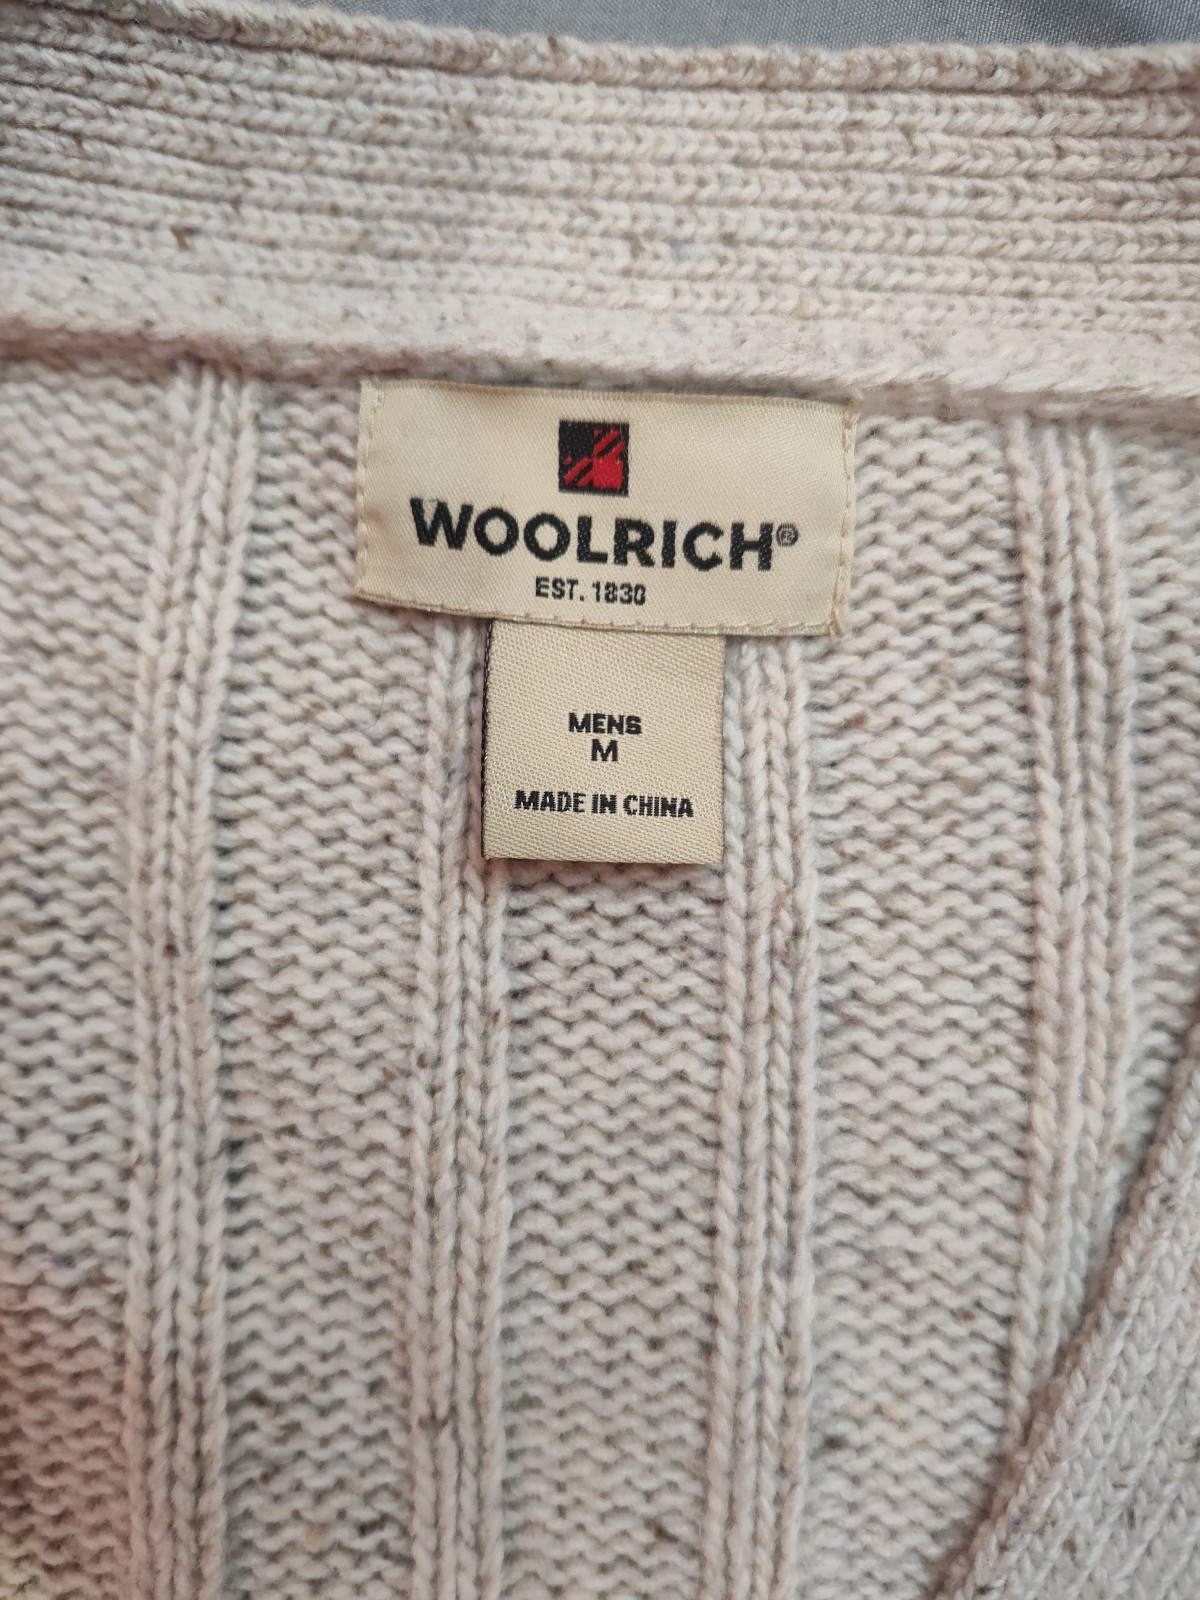 WOOLRICH®
EST. 1830
MENS
M
MADE IN CHINA